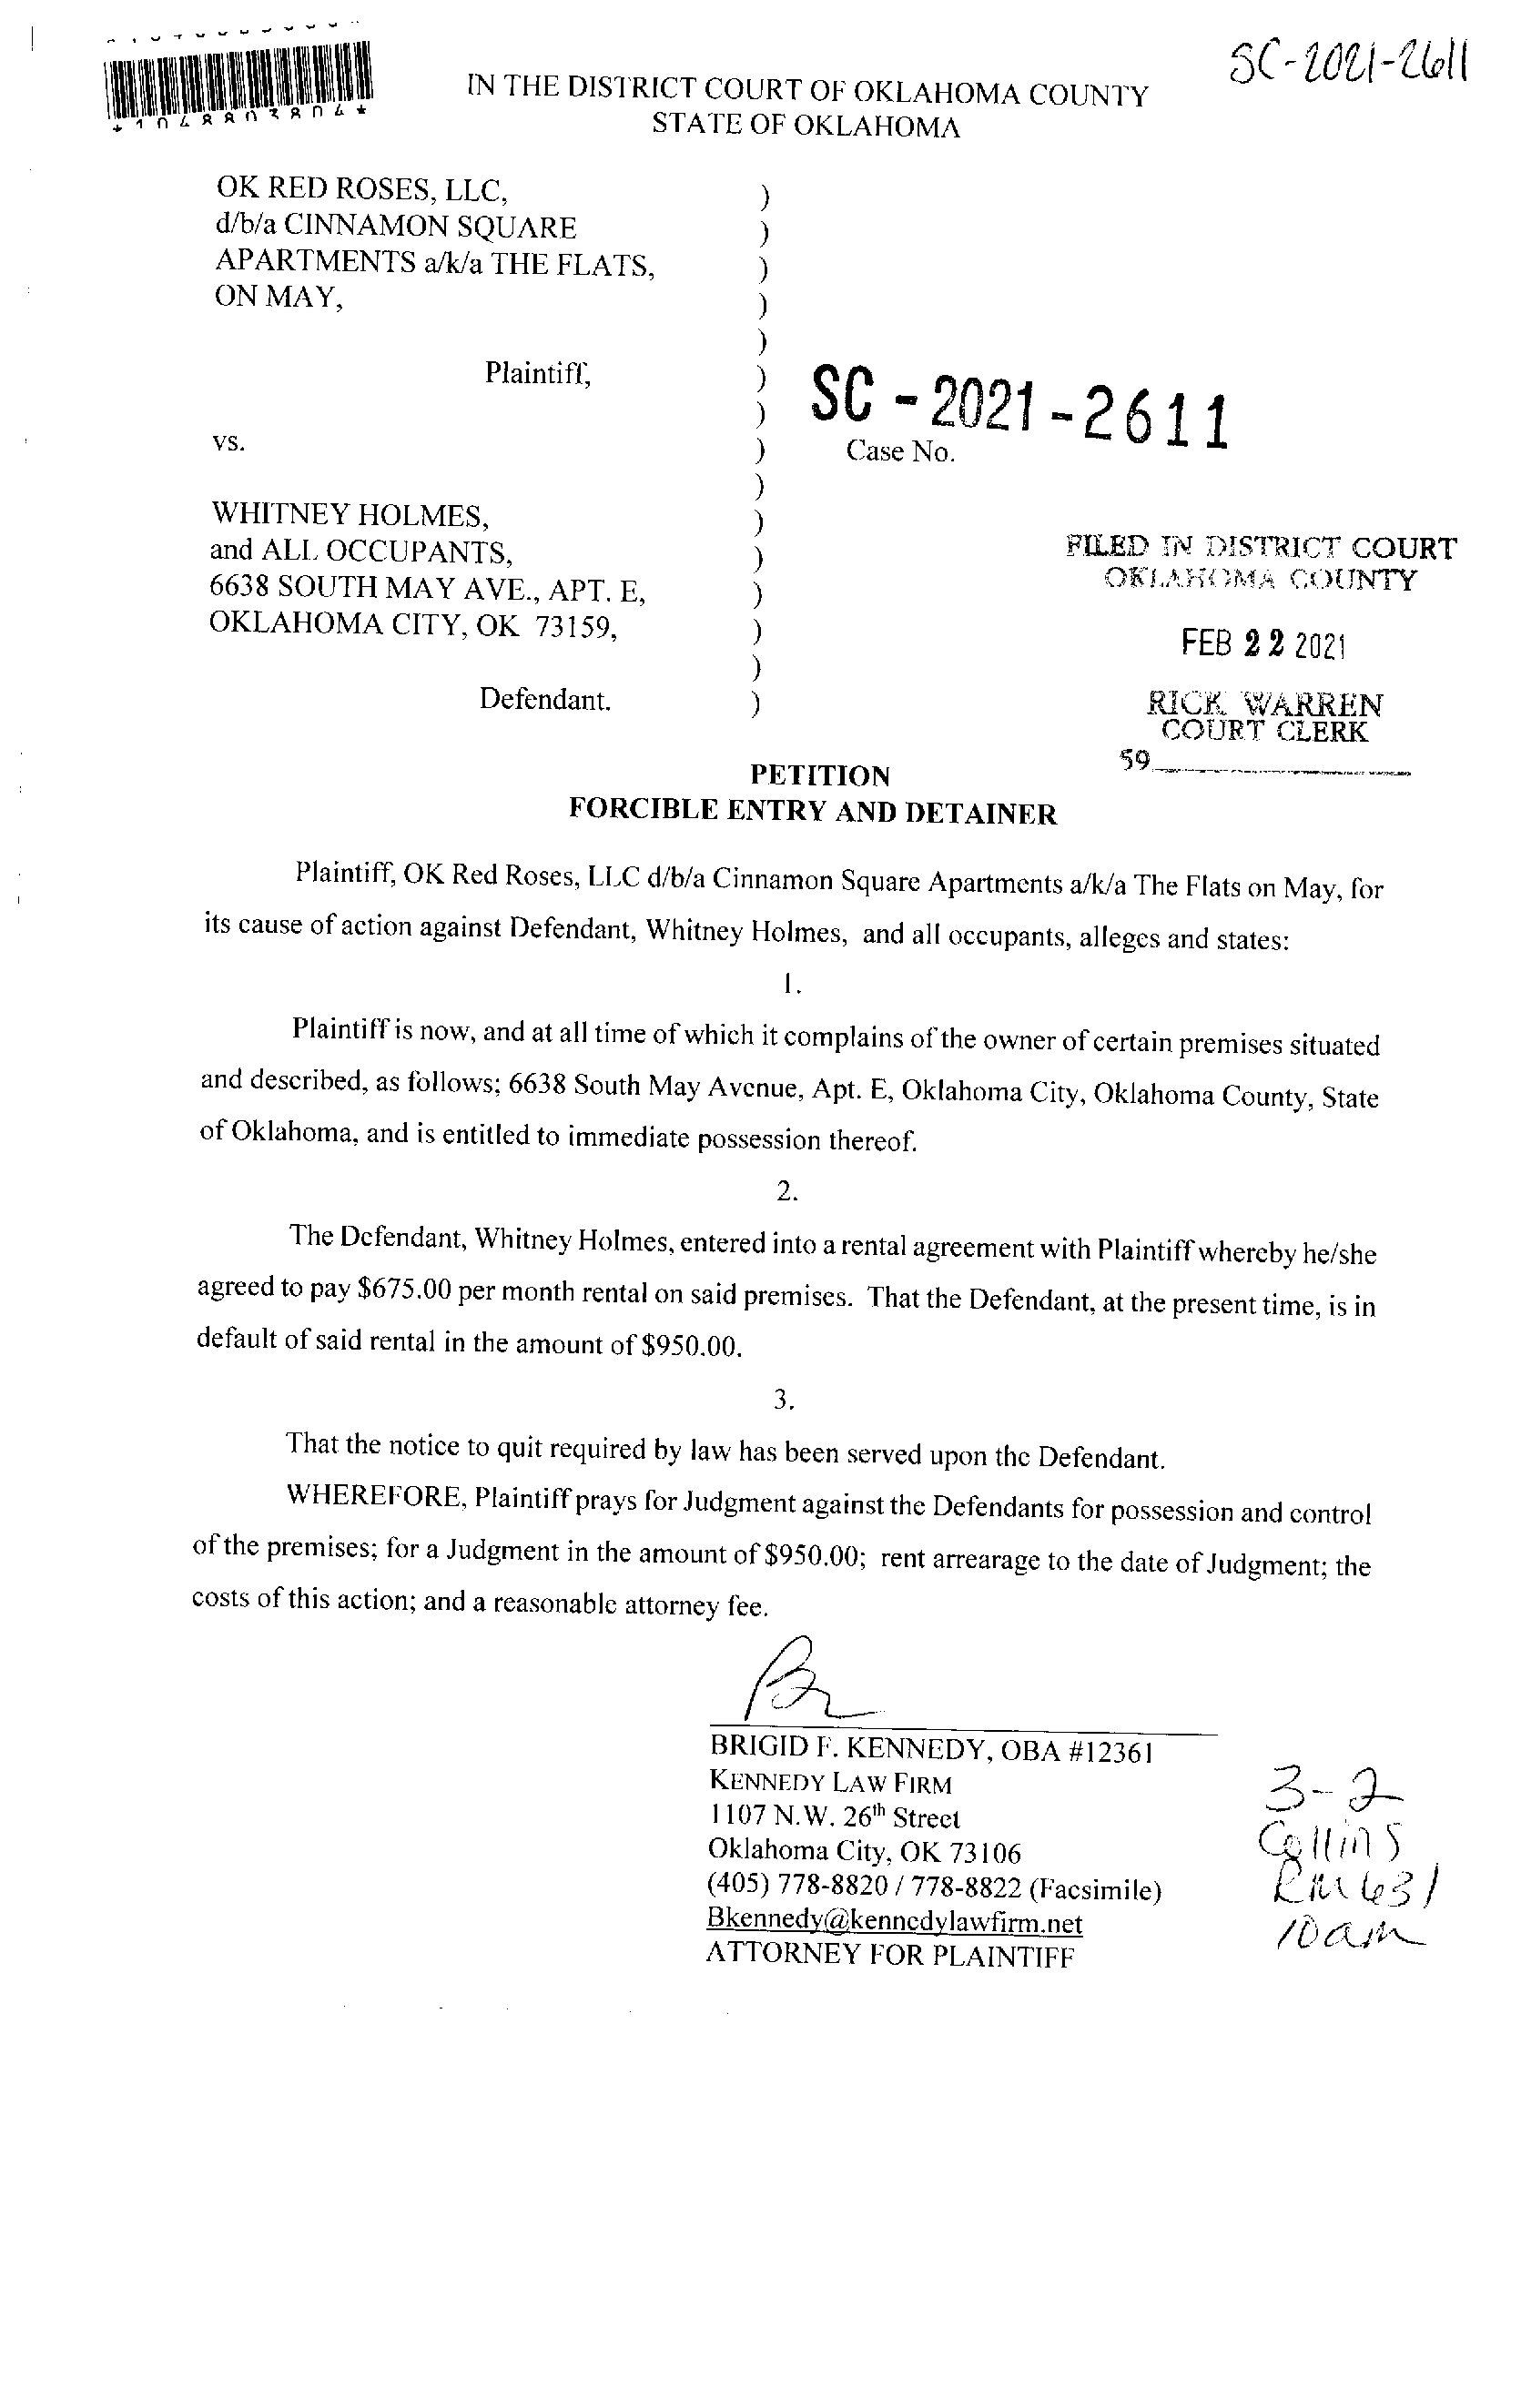 SC-2021-2611
IN THE DISTRICT COURT OF OKLAHOMA COUNTY
STATE OF OKLAHOMA
*1048803804*
OK RED ROSES, LLC, )
d/b/a CINNAMON SQUARE )
APARTMENTS a/k/a THE FLATS, )
ON MAY, )
)
Plaintiff, )
SC - 2021 - 2611
)
vs. ) Case No.
)
WHITNEY HOLMES, )
and ALL OCCUPANTS, )
6638 SOUTH MAY AVE., APT. E, )
OKLAHOMA CITY, OK 73159, )
)
Defendant. )
FILED IN DISTRICT COURT
OKLAHOMA COUNTY
FEB 22 2021
RICK WARREN
COURT CLERK
59
PETITION
FORCIBLE ENTRY AND DETAINER
Plaintiff, OK Red Roses, LLC d/b/a Cinnamon Square Apartments a/k/a The Flats on May, for
its cause of action against Defendant, Whitney Holmes, and all occupants, alleges and states:
1.
Plaintiff is now, and at all time of which it complains of the owner of certain premises situated
and described, as follows; 6638 South May Avenue, Apt. E, Oklahoma City, Oklahoma County, State
of Oklahoma, and is entitled to immediate possession thereof.
2.
The Defendant, Whitney Holmes, entered into a rental agreement with Plaintiff whereby he/she
agreed to pay $675.00 per month rental on said premises. That the Defendant, at the present time, is in
default of said rental in the amount of $950.00.
3.
That the notice to quit required by law has been served upon the Defendant.
WHEREFORE, Plaintiff prays for Judgment against the Defendants for possession and control
of the premises; for a Judgment in the amount of $950.00; rent arrearage to the date of Judgment; the
costs of this action; and a reasonable attorney fee.
BRIGID F. KENNEDY, OBA #12361
KENNEDY LAW FIRM
1107 N.W. 26th Street
Oklahoma City, OK 73106
(405) 778-8820 / 778-8822 (Facsimile)
Bkennedy@kennedylawfirm.net
ATTORNEY FOR PLAINTIFF
3-2
Collins
RM 631
10am